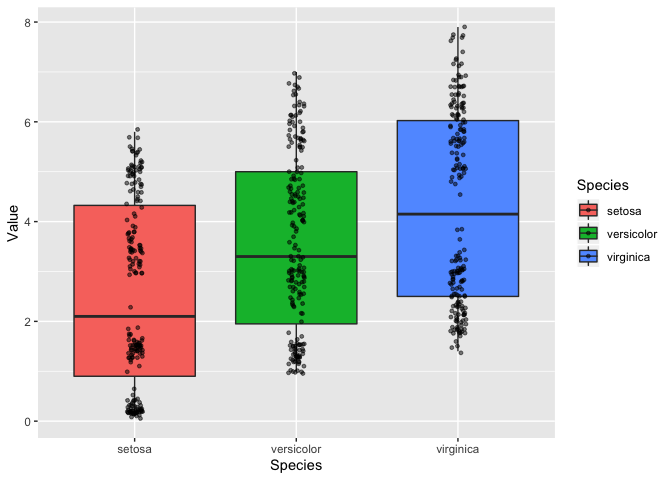 8
6
4
2
0
Value
setosa
versicolor
virginica
Species
Species
setosa
versicolor
virginica